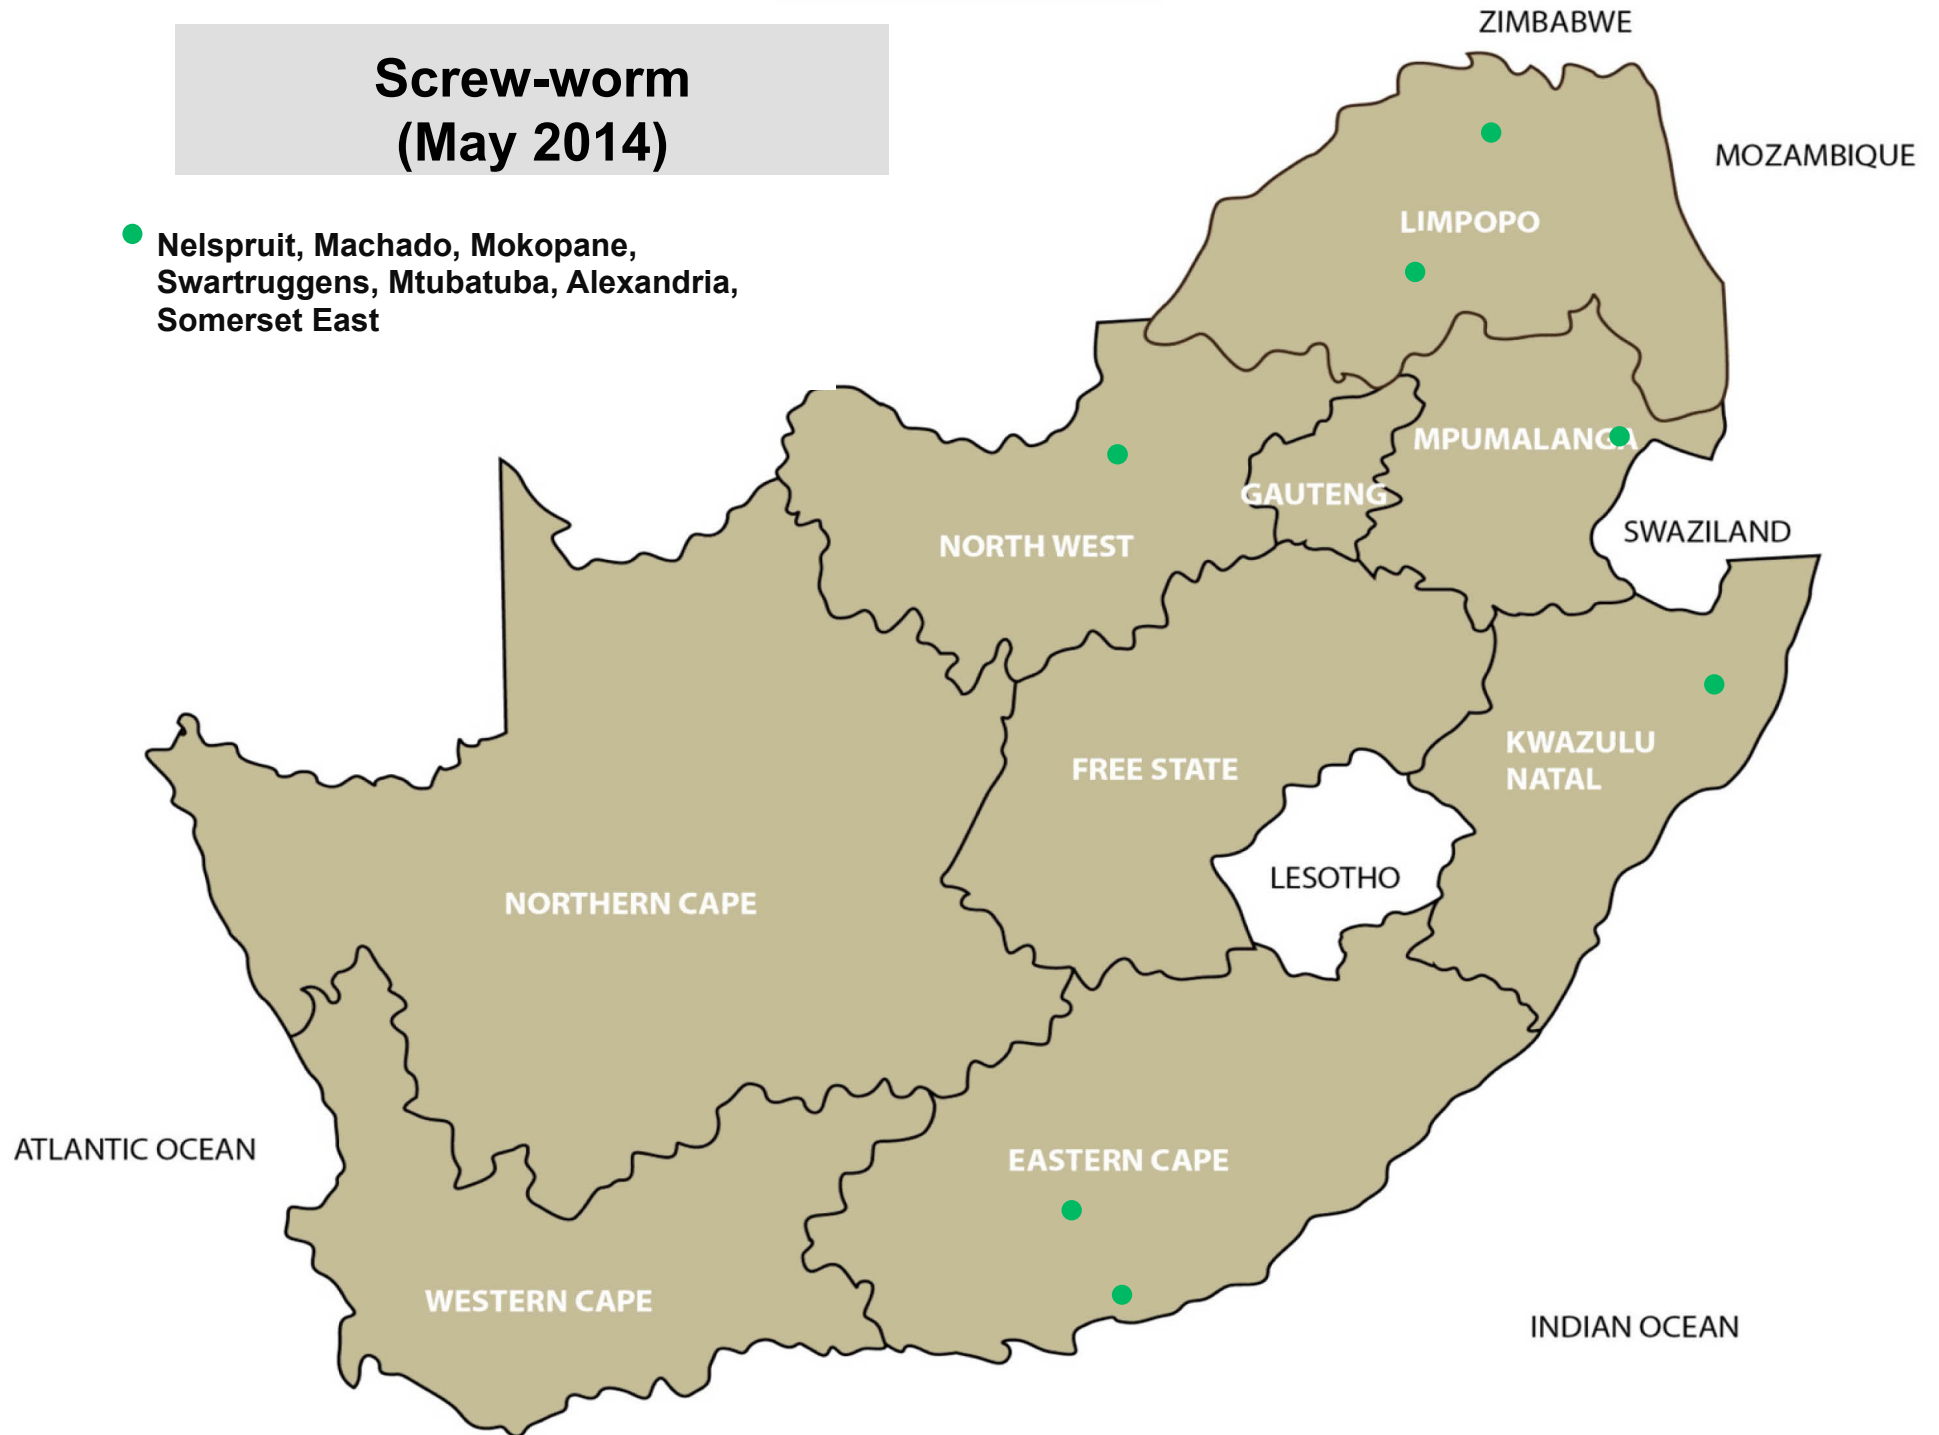 Screw-worm
(May 2014)
Nelspruit, Machado, Mokopane,
Swartruggens, Mtubatuba, Alexandria,
Somerset East
ZIMBABWE
MOZAMBIQUE
LIMPOPO
MPUMALANGA
GAUTENG
NORTH WEST
SWAZILAND
KWAZULU
NATAL
FREE STATE
LESOTHO
NORTHERN CAPE
ATLANTIC OCEAN
EASTERN CAPE
WESTERN CAPE
INDIAN OCEAN